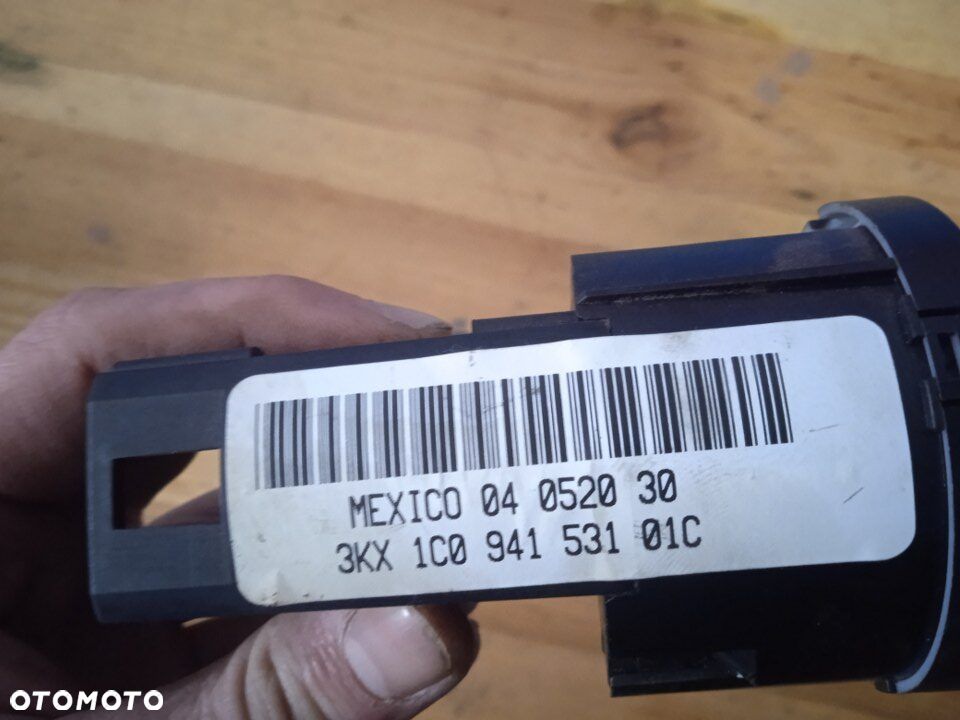 MEXICO 04 0520 30
3KX 1C0 941 531 01C
OTOMOTO